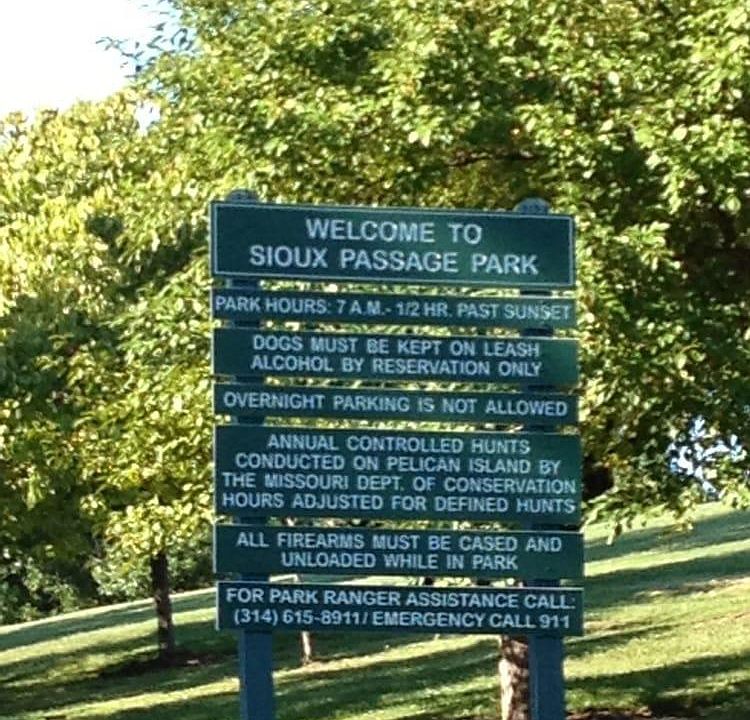 WELCOME TO
SIOUX PASSAGE PARK
PARK HOURS: 7 A.M.- 1/2 HR. PAST SUNSET
DOGS MUST BE KEPT ON LEASH
ALCOHOL BY RESERVATION ONLY
OVERNIGHT PARKING IS NOT ALLOWED
ANNUAL CONTROLLED HUNTS
CONDUCTED ON PELICAN ISLAND BY
THE MISSOURI DEPT. OF CONSERVATION
HOURS ADJUSTED FOR DEFINED HUNTS
ALL FIREARMS MUST BE CASED AND
UNLOADED WHILE IN PARK
FOR PARK RANGER ASSISTANCE CALL:
(314) 615-8911/ EMERGENCY CALL 911